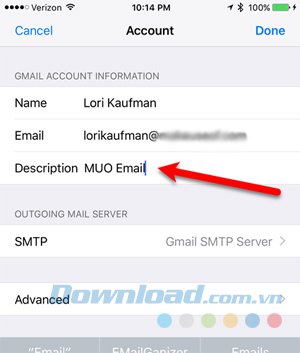 Verizon 10:14 PM 100%
Cancel Account Done
GMAIL ACCOUNT INFORMATION
Name Lori Kaufman
Email lorikaufman@
Description MUO Email
OUTGOING MAIL SERVER
SMTP Gmail SMTP Server >
Advanced >
Download.com.vn
"Email" EMailGanizer Emails